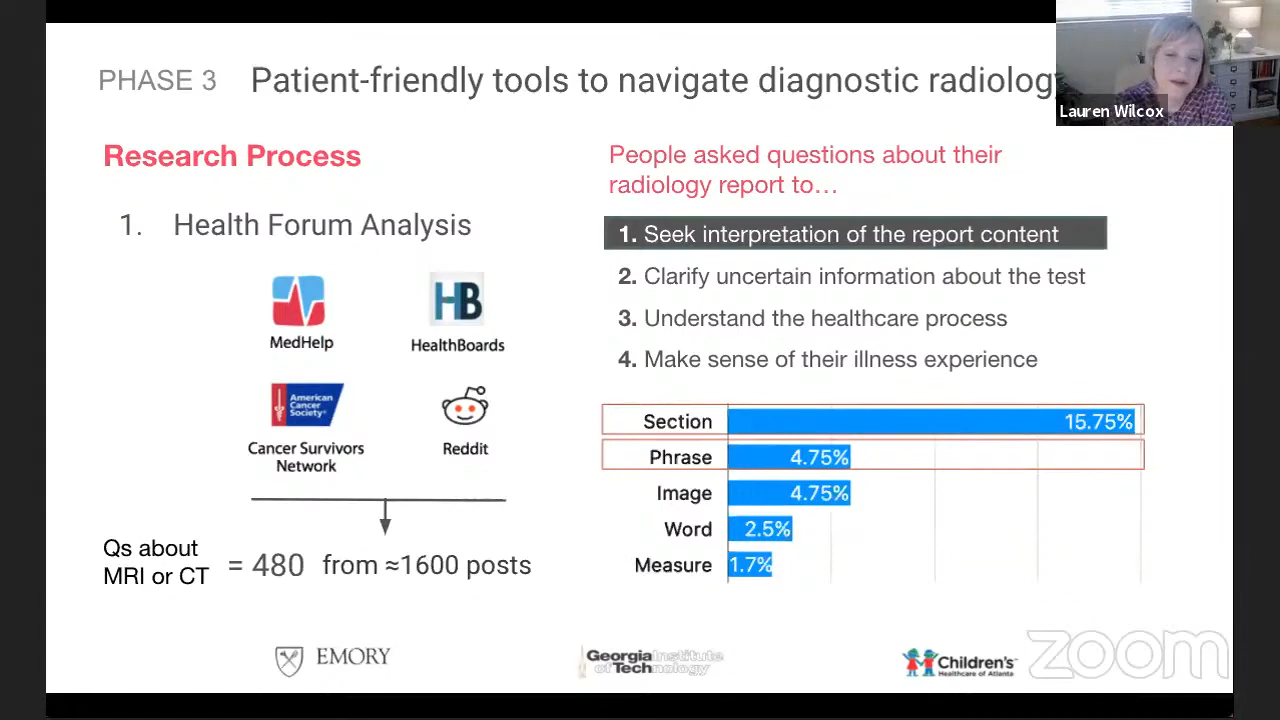 PHASE 3 Patient-friendly tools to navigate diagnostic radiology
Lauren Wilcox
Research Process
1. Health Forum Analysis
MedHelp
HB
HealthBoards
American
Cancer
Society
Cancer Survivors
Network
Reddit
Qs about
MRI or CT
= 480 from ≈1600 posts
People asked questions about their
radiology report to…
1. Seek interpretation of the report content
2. Clarify uncertain information about the test
3. Understand the healthcare process
4. Make sense of their illness experience
Section 15.75%
Phrase 4.75%
Image 4.75%
Word 2.5%
Measure 1.7%
EMORY
Georgia Institute
of Technology
Children's
Healthcare of Atlanta
zoom